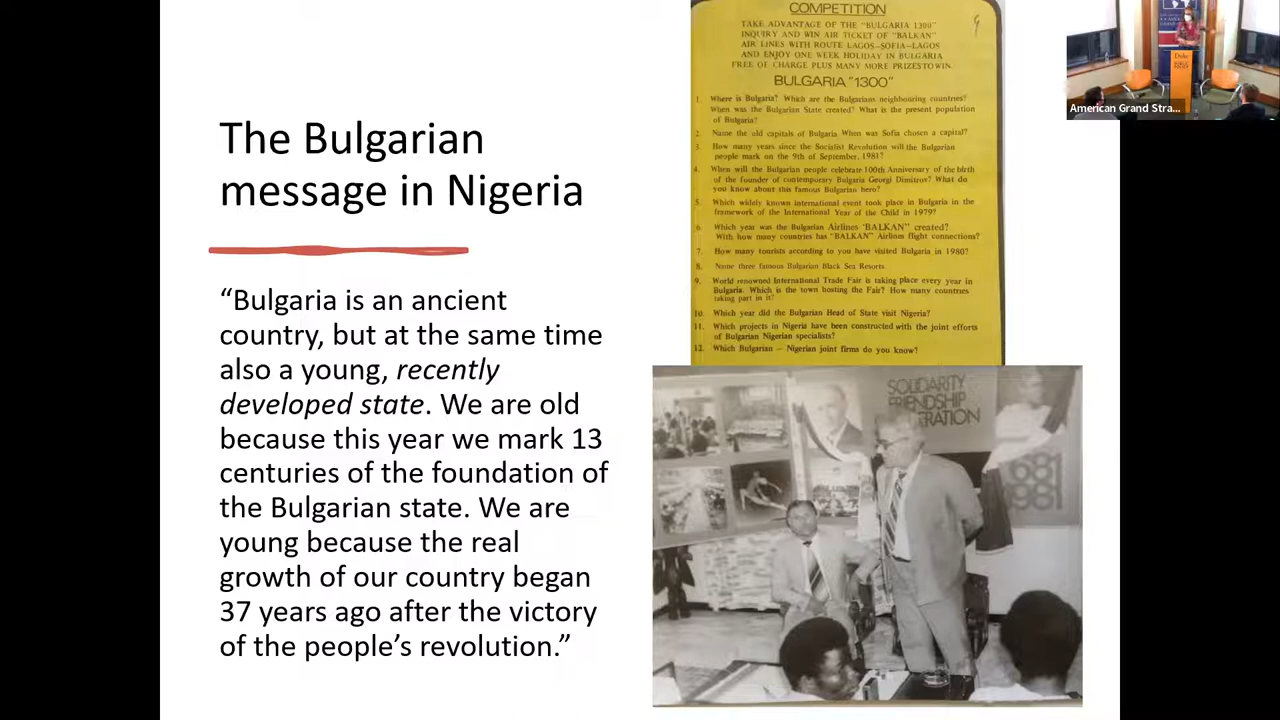 The Bulgarian
message in Nigeria
“Bulgaria is an ancient
country, but at the same time
also a young, recently
developed state. We are old
because this year we mark 13
centuries of the foundation of
the Bulgarian state. We are
young because the real
growth of our country began
37 years ago after the victory
of the people’s revolution.”
COMPETITION
TAKE ADVANTAGE OF THE "BULGARIA 1300"
INQUIRY AND WIN AIR TICKET OF "BALKAN"
AIR LINES WITH ROUTE LAGOS–SOFIA–LAGOS
AND ENJOY ONE WEEK HOLIDAY IN BULGARIA
FREE OF CHARGE PLUS MANY MORE PRIZESTOWIN
BULGARIA "1300"
1. Where is Bulgaria? Which are the Bulgarians neighbouring countries?
When was the Bulgarian State created? What is the present population
of Bulgaria?
2. Name the old capitals of Bulgaria When was Sofia chosen a capital?
3. How many years since the Socialist Revolution will the Bulgarian
people mark on the 9th of September, 1981?
4. When will the Bulgarian people celebrate 100th Anniversary of the birth
of the founder of contemporary Bulgaria Georgi Dimitrov? What do
you know about this famous Bulgarian hero?
5. Which widely known international event took place in Bulgaria in the
framework of the International Year of the Child in 1979?
6. Which year was the Bulgarian Airlines 'BALKAN" created?
With how many countries has "BALKAN" Airlines flight connections?
7. How many tourists according to you have visited Bulgaria in 1980?
8. Name three famous Bulgarian Black Sea Resorts.
9. World renowned International Trade Fair is taking place every year in
Bulgaria. Which is the town hosting the Fair? How many countries
taking part in it?
10. Which year did the Bulgarian Head of State visit Nigeria?
11. Which projects in Nigeria have been constructed with the joint efforts
of Bulgarian Nigerian specialists?
12. Which Bulgarian – Nigerian joint firms do you know?
SOLIDARITY
FRIENDSHIP
1981
American Grand Stra...
Duke